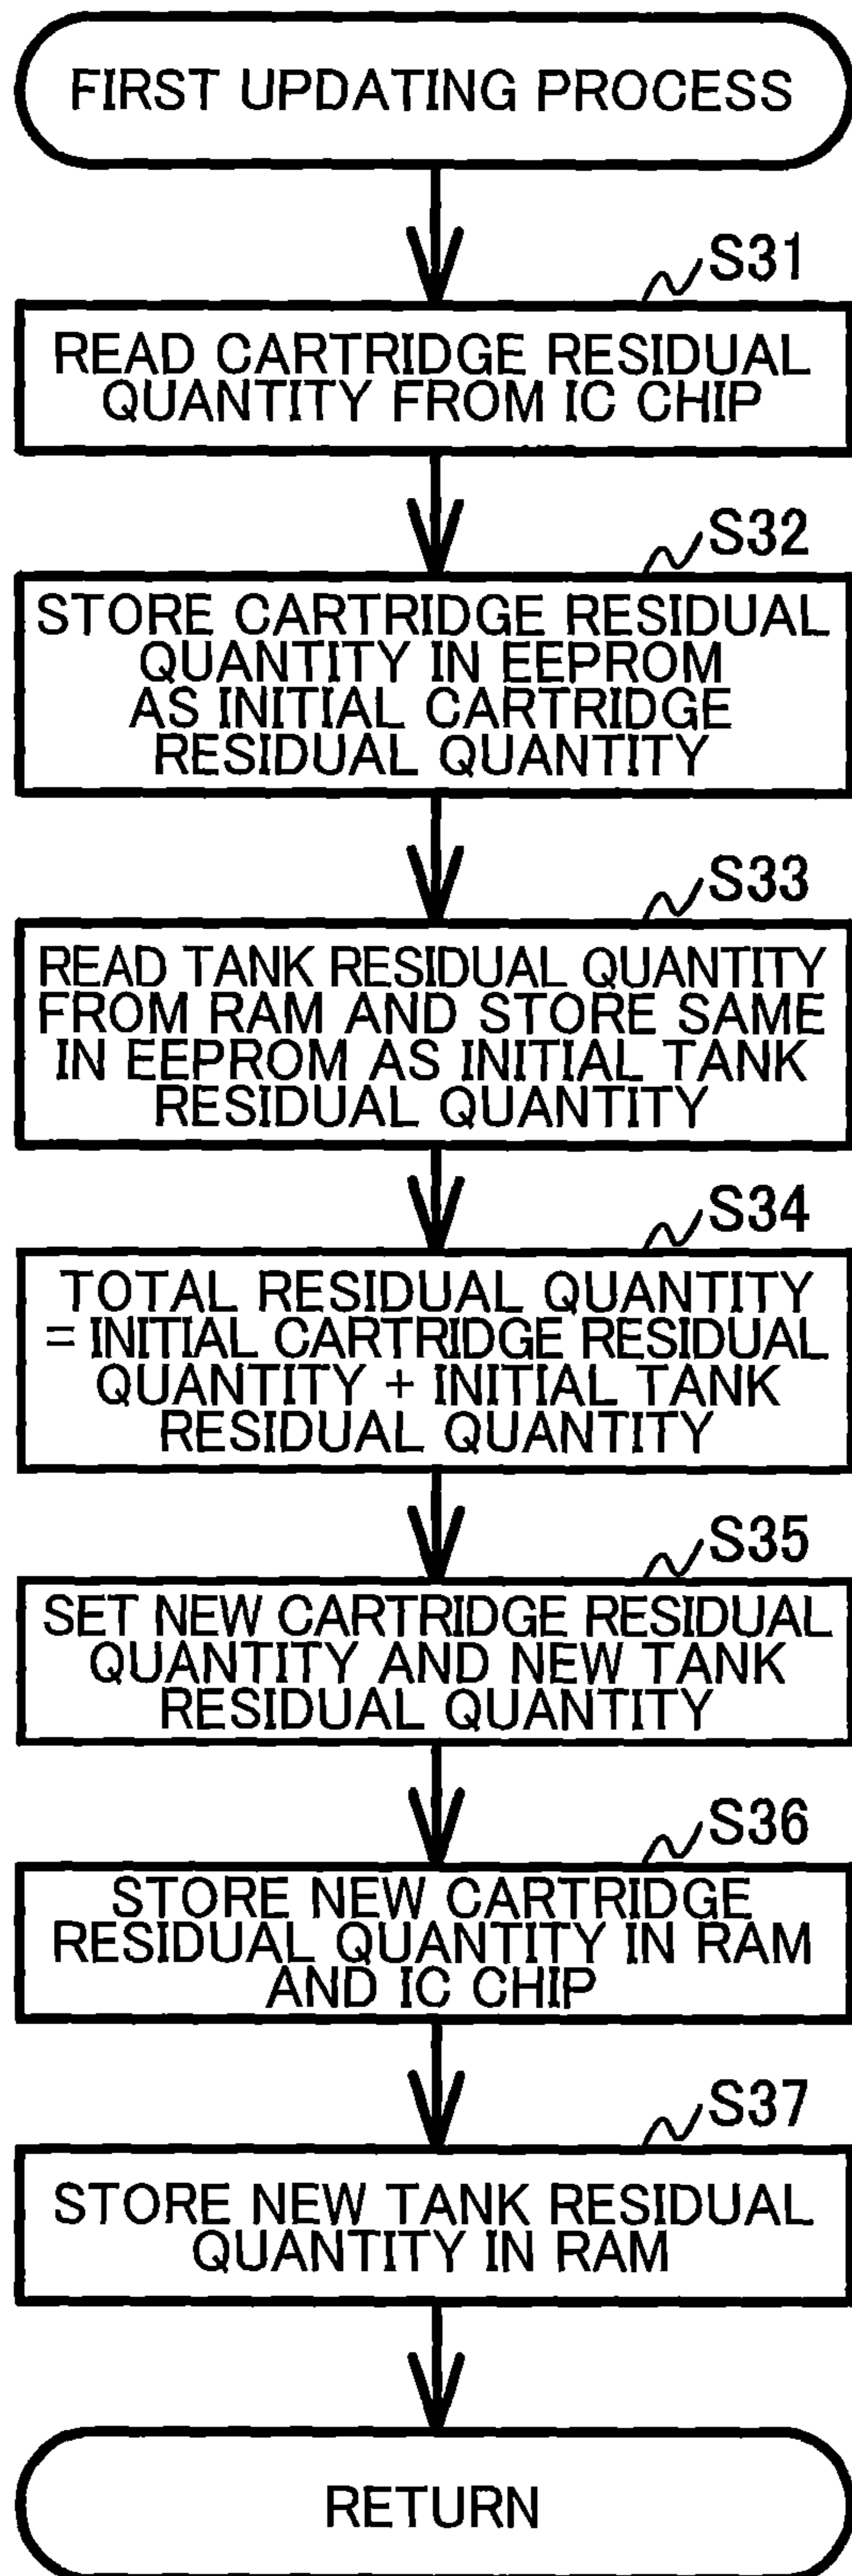 FIRST UPDATING PROCESS
S31
READ CARTRIDGE RESIDUAL
QUANTITY FROM IC CHIP
S32
STORE CARTRIDGE RESIDUAL
QUANTITY IN EEPROM
AS INITIAL CARTRIDGE
RESIDUAL QUANTITY
S33
READ TANK RESIDUAL QUANTITY
FROM RAM AND STORE SAME
IN EEPROM AS INITIAL TANK
RESIDUAL QUANTITY
S34
TOTAL RESIDUAL QUANTITY
= INITIAL CARTRIDGE RESIDUAL
QUANTITY + INITIAL TANK
RESIDUAL QUANTITY
S35
SET NEW CARTRIDGE RESIDUAL
QUANTITY AND NEW TANK
RESIDUAL QUANTITY
S36
STORE NEW CARTRIDGE
RESIDUAL QUANTITY IN RAM
AND IC CHIP
S37
STORE NEW TANK RESIDUAL
QUANTITY IN RAM
RETURN